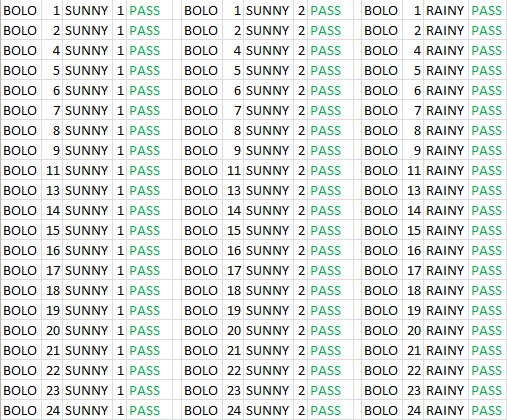 BOLO 1 SUNNY 1 PASS BOLO 1 SUNNY 2 PASS BOLO 1 RAINY PASS
BOLO 2 SUNNY 1 PASS BOLO 2 SUNNY 2 PASS BOLO 2 RAINY PASS
BOLO 4 SUNNY 1 PASS BOLO 4 SUNNY 2 PASS BOLO 4 RAINY PASS
BOLO 5 SUNNY 1 PASS BOLO 5 SUNNY 2 PASS BOLO 5 RAINY PASS
BOLO 6 SUNNY 1 PASS BOLO 6 SUNNY 2 PASS BOLO 6 RAINY PASS
BOLO 7 SUNNY 1 PASS BOLO 7 SUNNY 2 PASS BOLO 7 RAINY PASS
BOLO 8 SUNNY 1 PASS BOLO 8 SUNNY 2 PASS BOLO 8 RAINY PASS
BOLO 9 SUNNY 1 PASS BOLO 9 SUNNY 2 PASS BOLO 9 RAINY PASS
BOLO 11 SUNNY 1 PASS BOLO 11 SUNNY 2 PASS BOLO 11 RAINY PASS
BOLO 13 SUNNY 1 PASS BOLO 13 SUNNY 2 PASS BOLO 13 RAINY PASS
BOLO 14 SUNNY 1 PASS BOLO 14 SUNNY 2 PASS BOLO 14 RAINY PASS
BOLO 15 SUNNY 1 PASS BOLO 15 SUNNY 2 PASS BOLO 15 RAINY PASS
BOLO 16 SUNNY 1 PASS BOLO 16 SUNNY 2 PASS BOLO 16 RAINY PASS
BOLO 17 SUNNY 1 PASS BOLO 17 SUNNY 2 PASS BOLO 17 RAINY PASS
BOLO 18 SUNNY 1 PASS BOLO 18 SUNNY 2 PASS BOLO 18 RAINY PASS
BOLO 19 SUNNY 1 PASS BOLO 19 SUNNY 2 PASS BOLO 19 RAINY PASS
BOLO 20 SUNNY 1 PASS BOLO 20 SUNNY 2 PASS BOLO 20 RAINY PASS
BOLO 21 SUNNY 1 PASS BOLO 21 SUNNY 2 PASS BOLO 21 RAINY PASS
BOLO 22 SUNNY 1 PASS BOLO 22 SUNNY 2 PASS BOLO 22 RAINY PASS
BOLO 23 SUNNY 1 PASS BOLO 23 SUNNY 2 PASS BOLO 23 RAINY PASS
BOLO 24 SUNNY 1 PASS BOLO 24 SUNNY 2 PASS BOLO 24 RAINY PASS